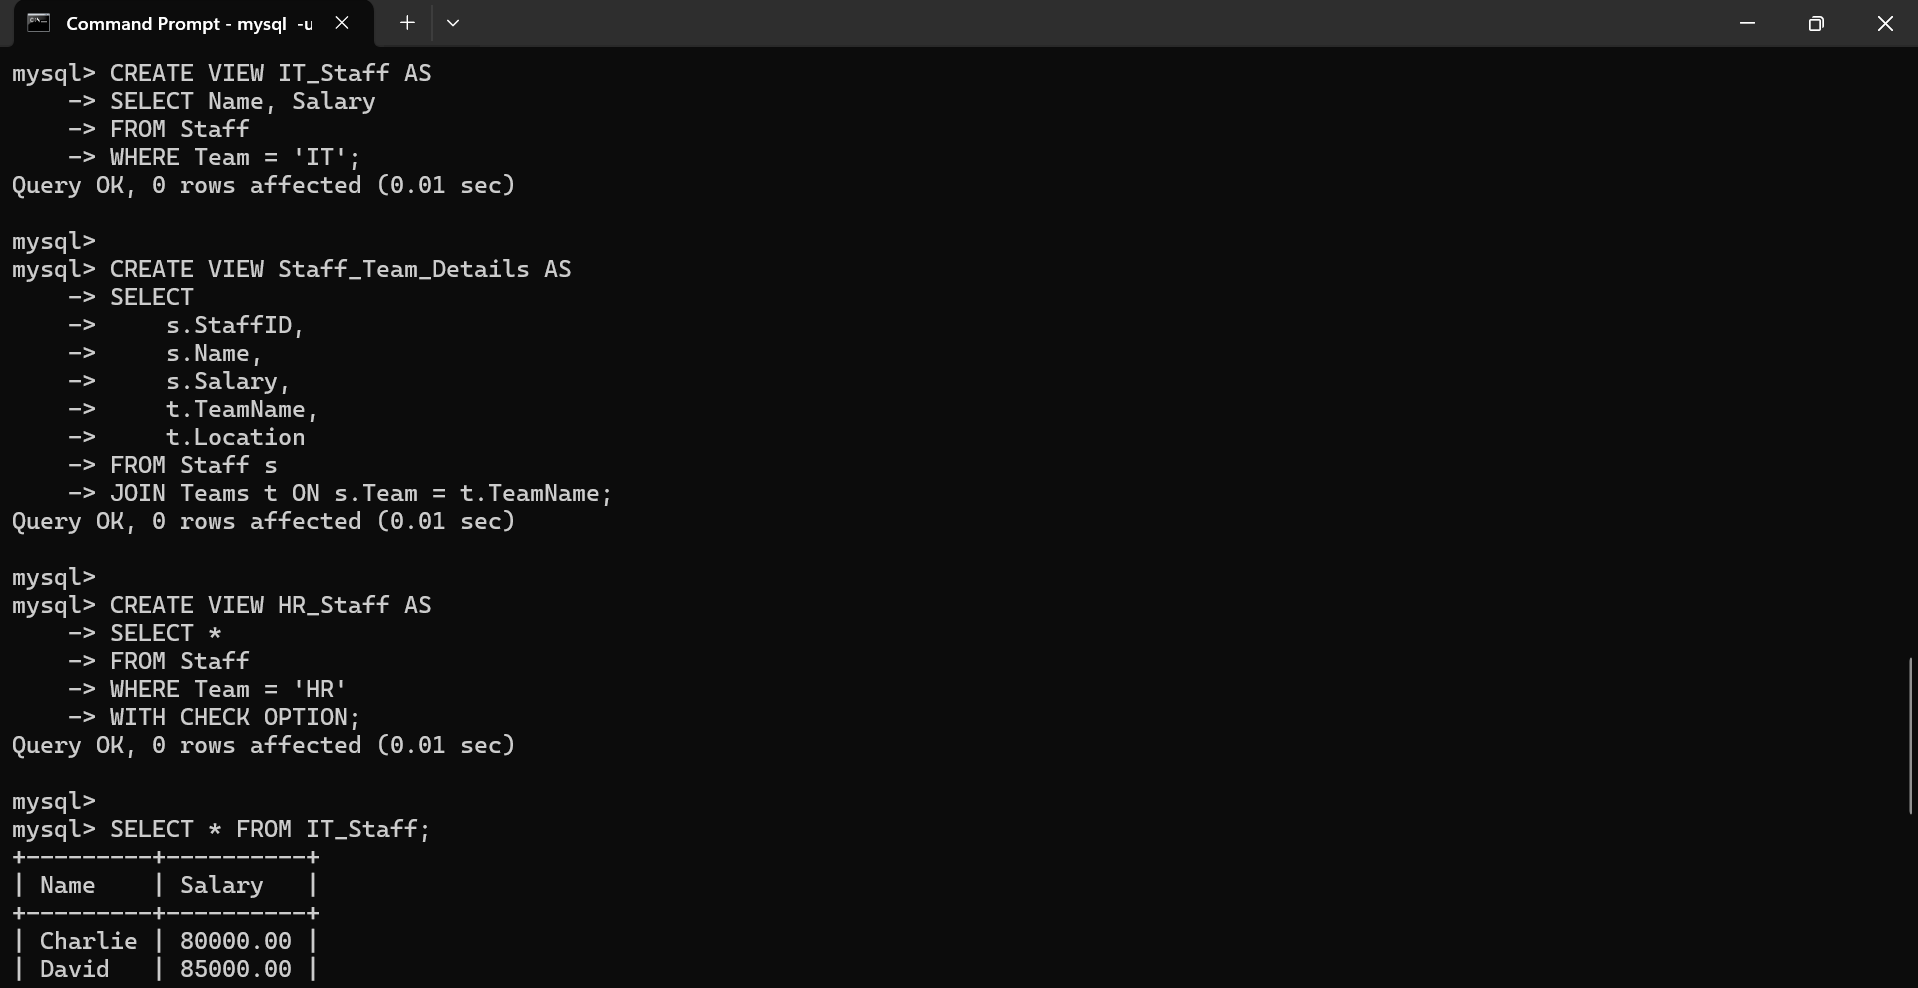 Command Prompt - mysql -u
mysql> CREATE VIEW IT_Staff AS
    -> SELECT Name, Salary
    -> FROM Staff
    -> WHERE Team = 'IT';
Query OK, 0 rows affected (0.01 sec)

mysql>
mysql> CREATE VIEW Staff_Team_Details AS
    -> SELECT
    ->     s.StaffID,
    ->     s.Name,
    ->     s.Salary,
    ->     t.TeamName,
    ->     t.Location
    -> FROM Staff s
    -> JOIN Teams t ON s.Team = t.TeamName;
Query OK, 0 rows affected (0.01 sec)

mysql>
mysql> CREATE VIEW HR_Staff AS
    -> SELECT *
    -> FROM Staff
    -> WHERE Team = 'HR'
    -> WITH CHECK OPTION;
Query OK, 0 rows affected (0.01 sec)

mysql>
mysql> SELECT * FROM IT_Staff;
+---------+----------+
| Name    | Salary   |
+---------+----------+
| Charlie | 80000.00 |
| David   | 85000.00 |